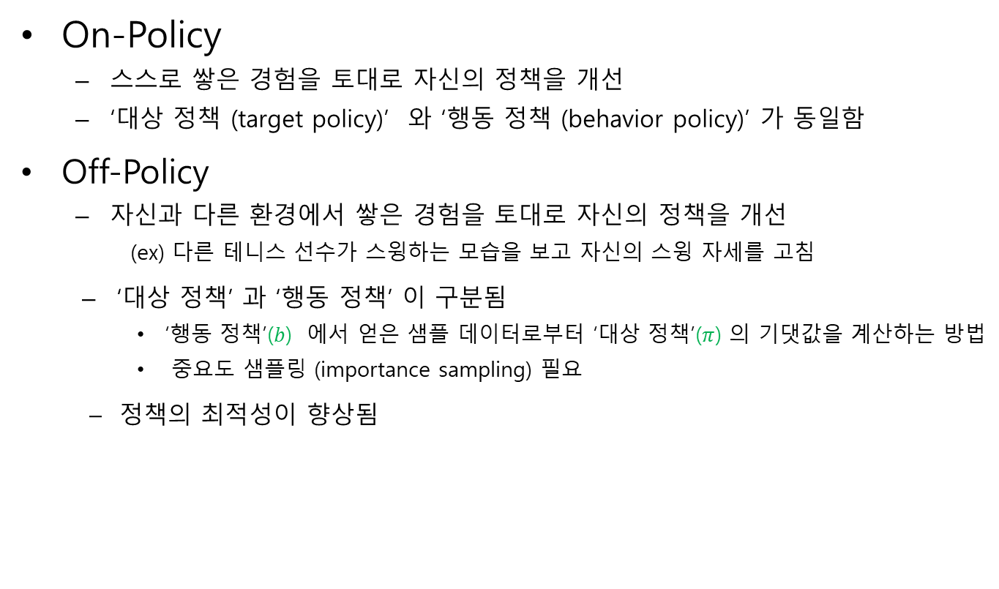 • On-Policy
– 스스로 쌓은 경험을 토대로 자신의 정책을 개선
– ‘대상 정책 (target policy)’ 와 ‘행동 정책 (behavior policy)’ 가 동일함
• Off-Policy
– 자신과 다른 환경에서 쌓은 경험을 토대로 자신의 정책을 개선
(ex) 다른 테니스 선수가 스윙하는 모습을 보고 자신의 스윙 자세를 고침
– ‘대상 정책’ 과 ‘행동 정책’ 이 구분됨
• ‘행동 정책’(b) 에서 얻은 샘플 데이터로부터 ‘대상 정책’(π) 의 기댓값을 계산하는 방법
• 중요도 샘플링 (importance sampling) 필요
– 정책의 최적성이 향상됨